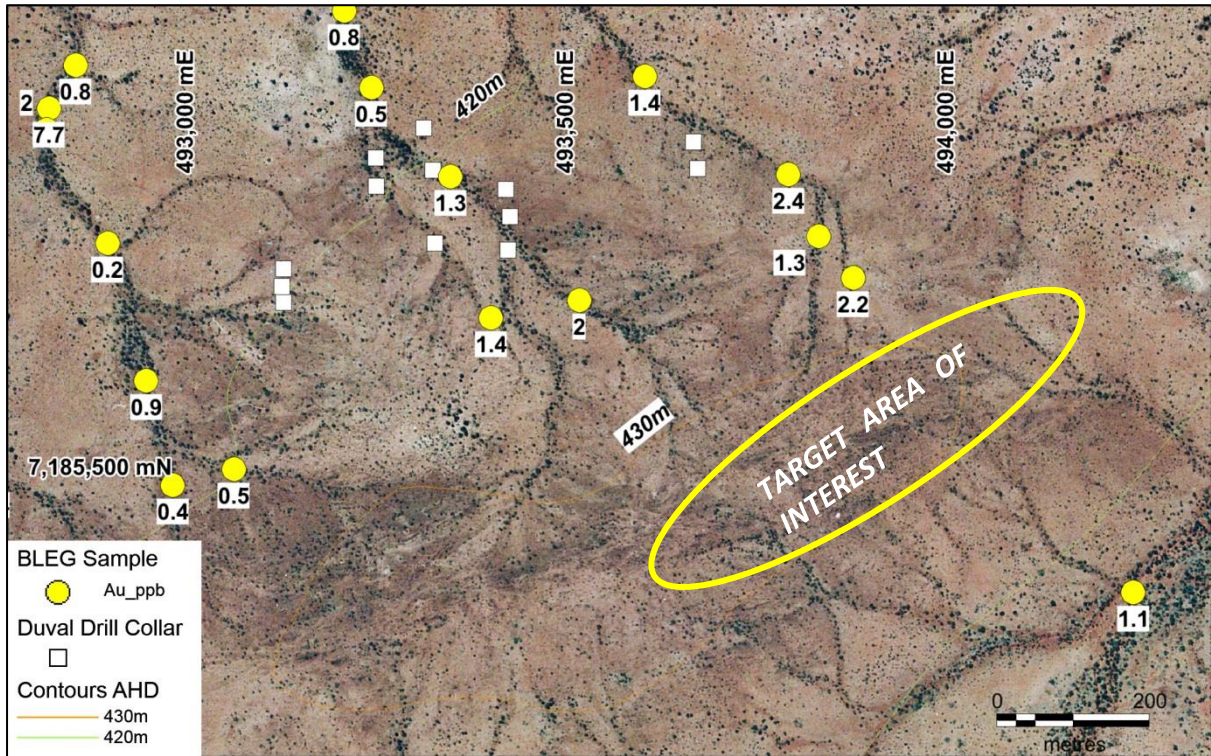 0.8
0.8
493,000 mE
420m
493,500 mE
494,000 mE
2
7.7
0.5
1.4
1.3
2.4
0.2
1.3
2.2
1.4
2
0.9
430m
TARGET AREA OF
INTEREST
7,185,500 mN
0.5
0.4
1.1
BLEG Sample
Au_ppb
Duval Drill Collar
Contours AHD
430m
420m
0 200
metres